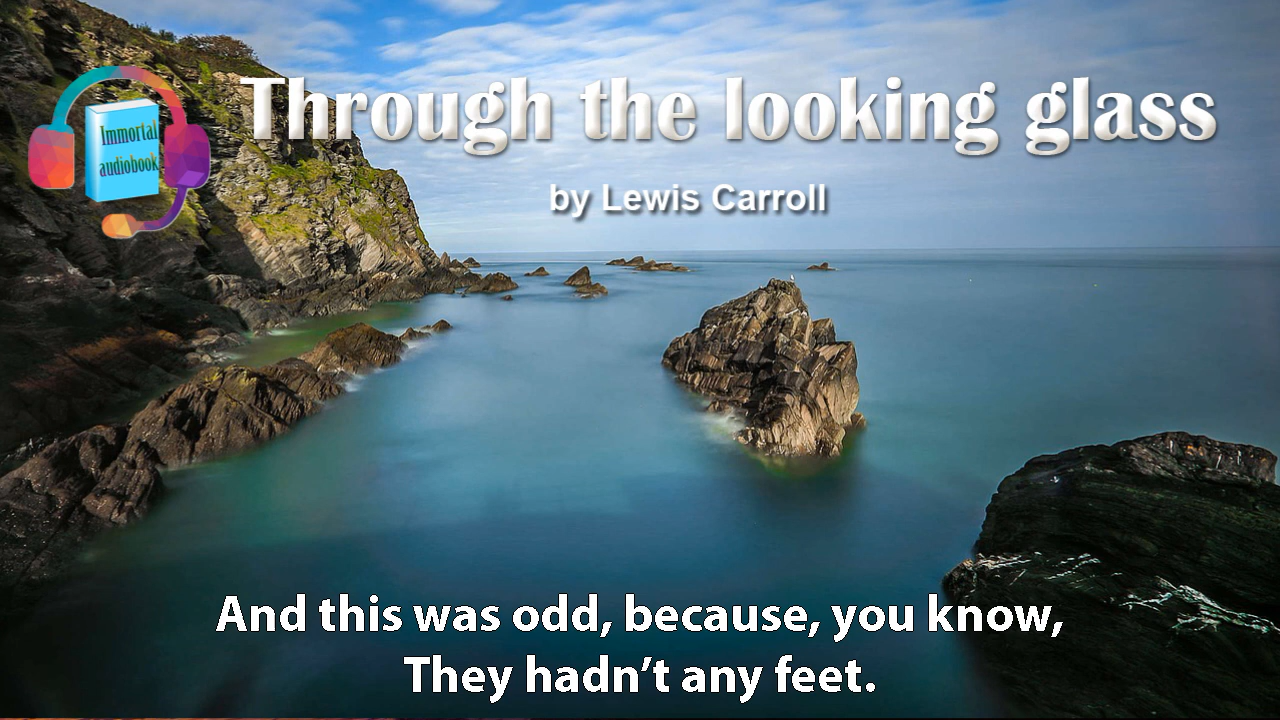 Immortal
audiobook
Through the looking glass
by Lewis Carroll
And this was odd, because, you know,
They hadn’t any feet.